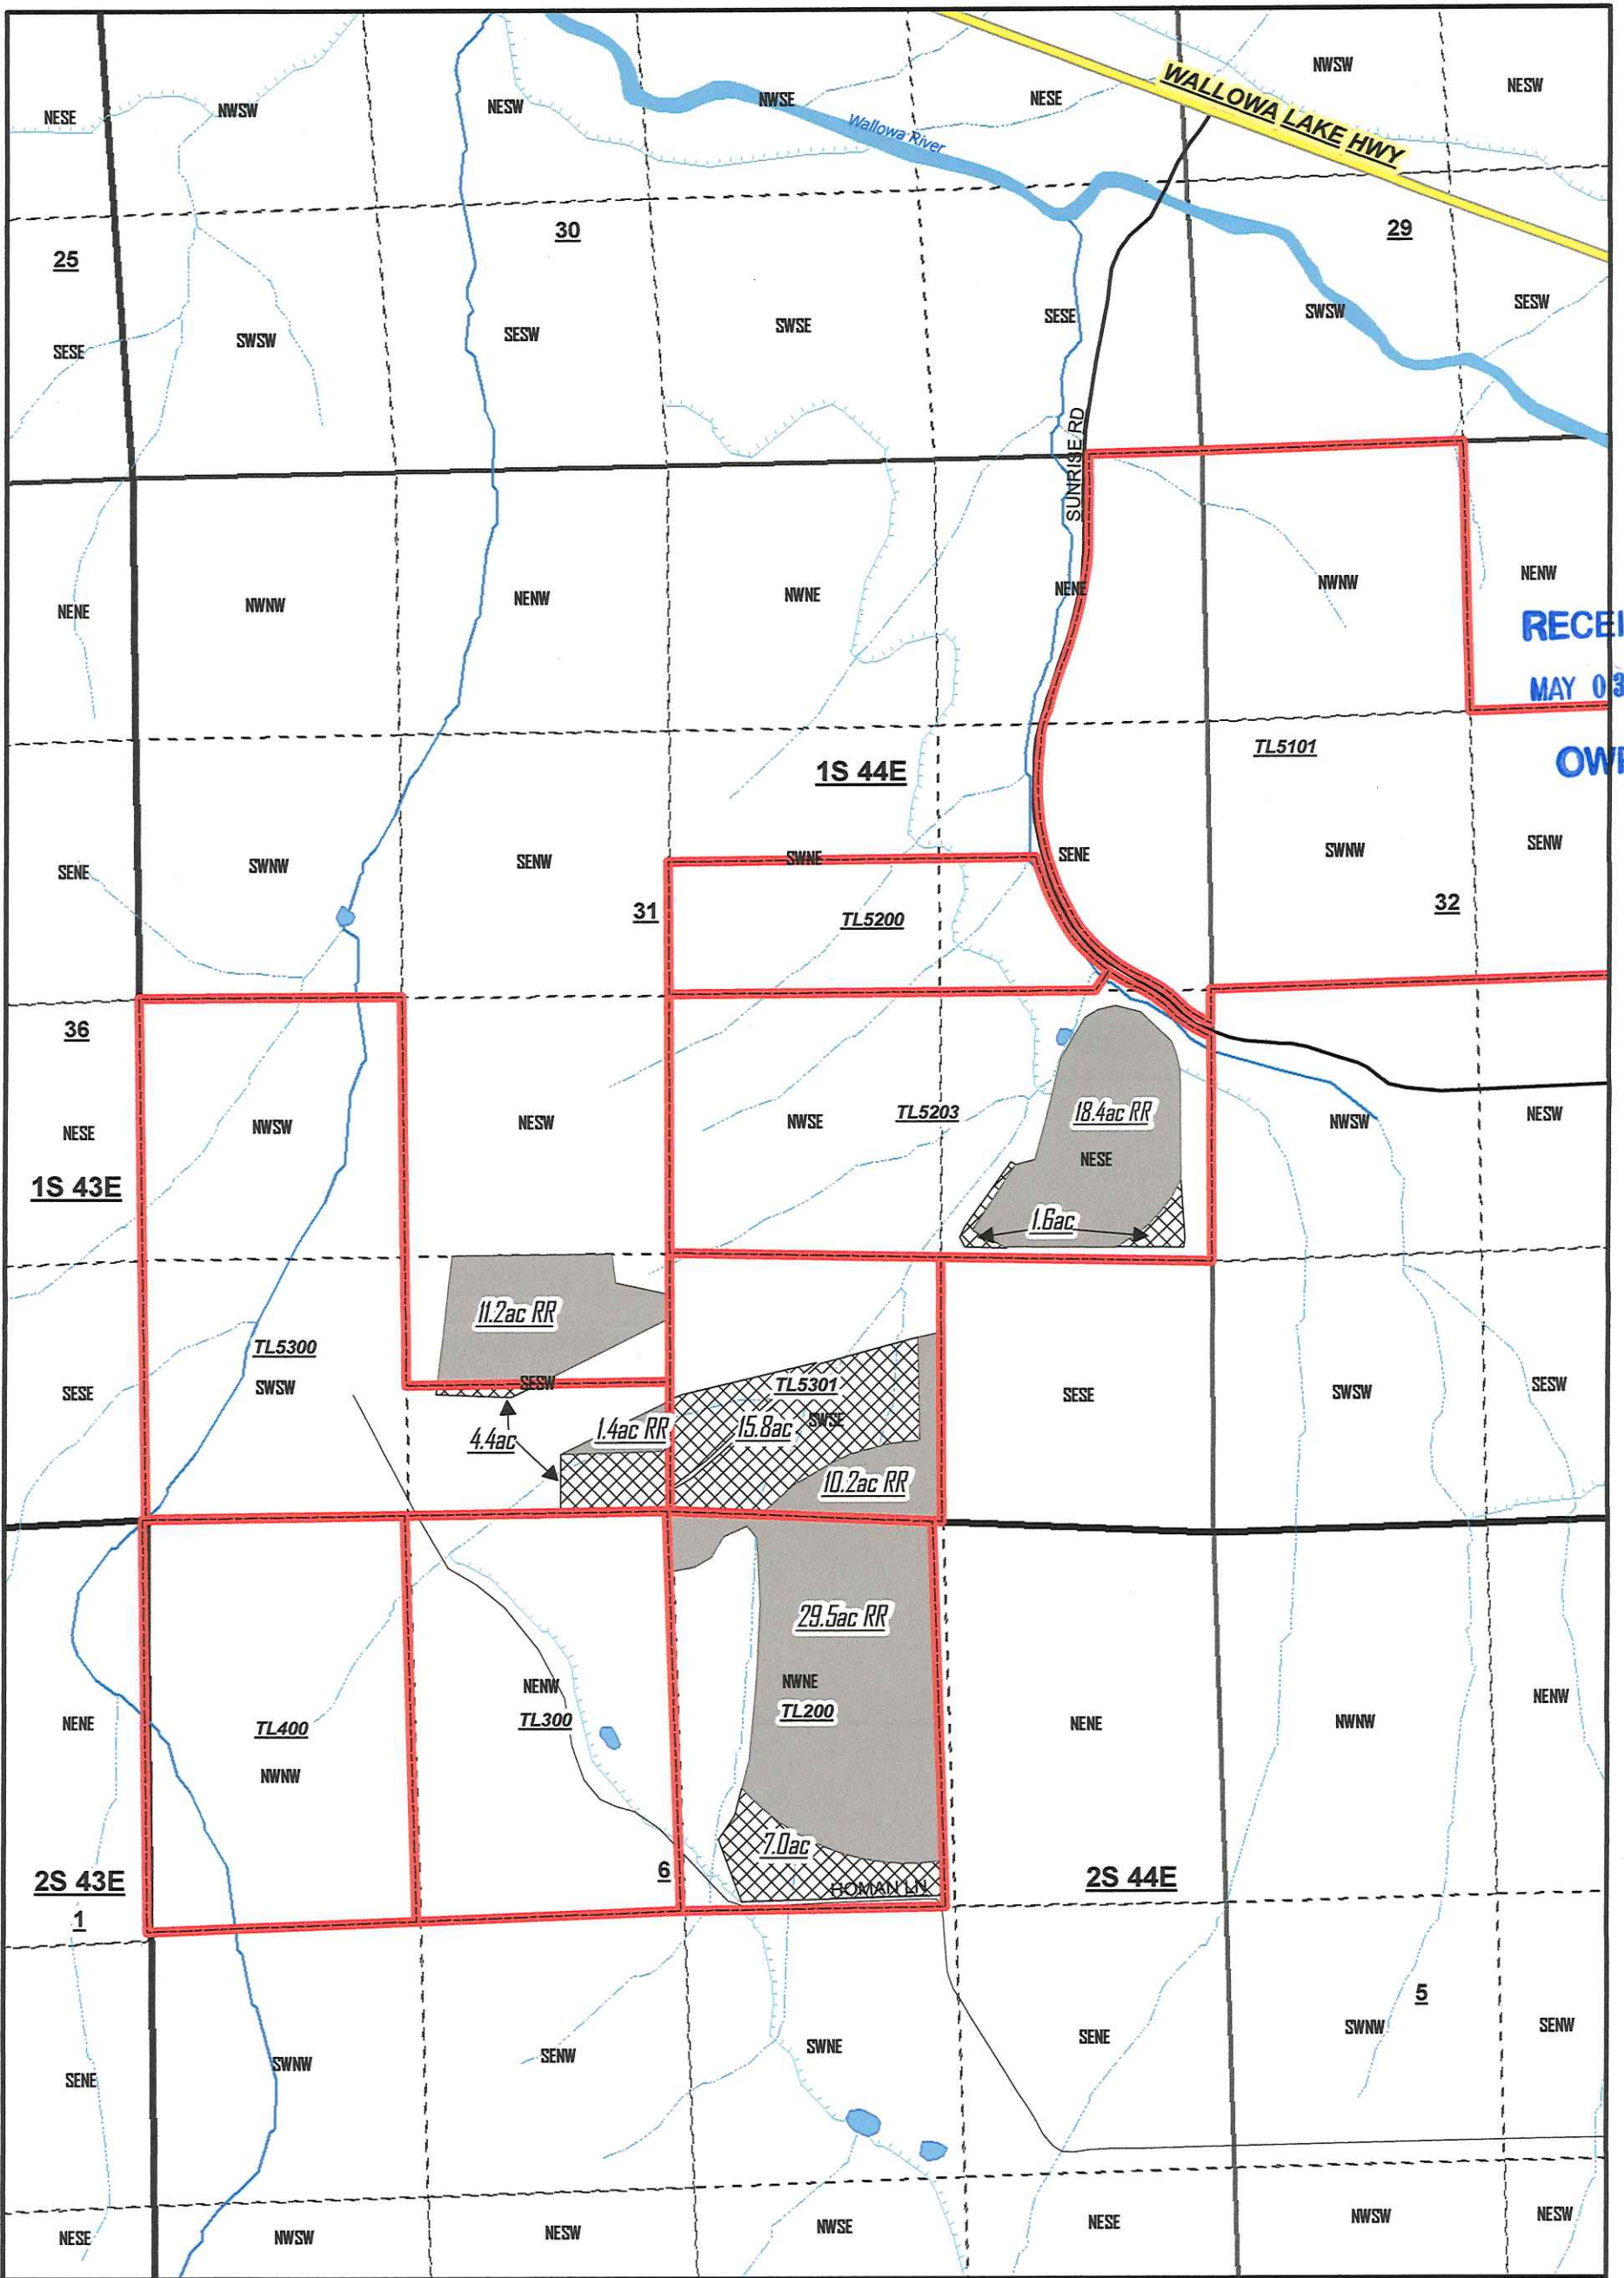 WALLOWA LAKE HWY
NWSW
NESW
NESE
NWSW
NESW
NWSE
NESE
Wallowa River
25
30
29
SESE
SWSW
SESW
SWSE
SESE
SWSW
SESW
SUNRISE RD
NENE
NWNW
NENW
NWNE
NENE
NWNW
NENW
RECEI
MAY 03
OW
1S 44E
TL5101
SENE
SWNW
SENW
SWNE
SENE
SWNW
SENW
31
TL5200
32
36
NESE
NWSW
NESW
NWSE
TL5203
18.4ac RR
NESE
NWSW
NESW
1S 43E
1.6ac
11.2ac RR
TL5300
SESE
SWSW
SESW
TL5301
SWSE
SESE
SWSW
SESW
4.4ac
1.4ac RR
15.8ac
10.2ac RR
29.5ac RR
NENE
TL400
NWNW
NENW
TL300
NWNE
TL200
NENE
NWNW
NENW
7.0ac
HOMAN LN
2S 43E
1
6
2S 44E
5
SENE
SWNW
SENW
SWNE
SENE
SWNW
SENW
NESE
NWSW
NESW
NWSE
NESE
NWSW
NESW